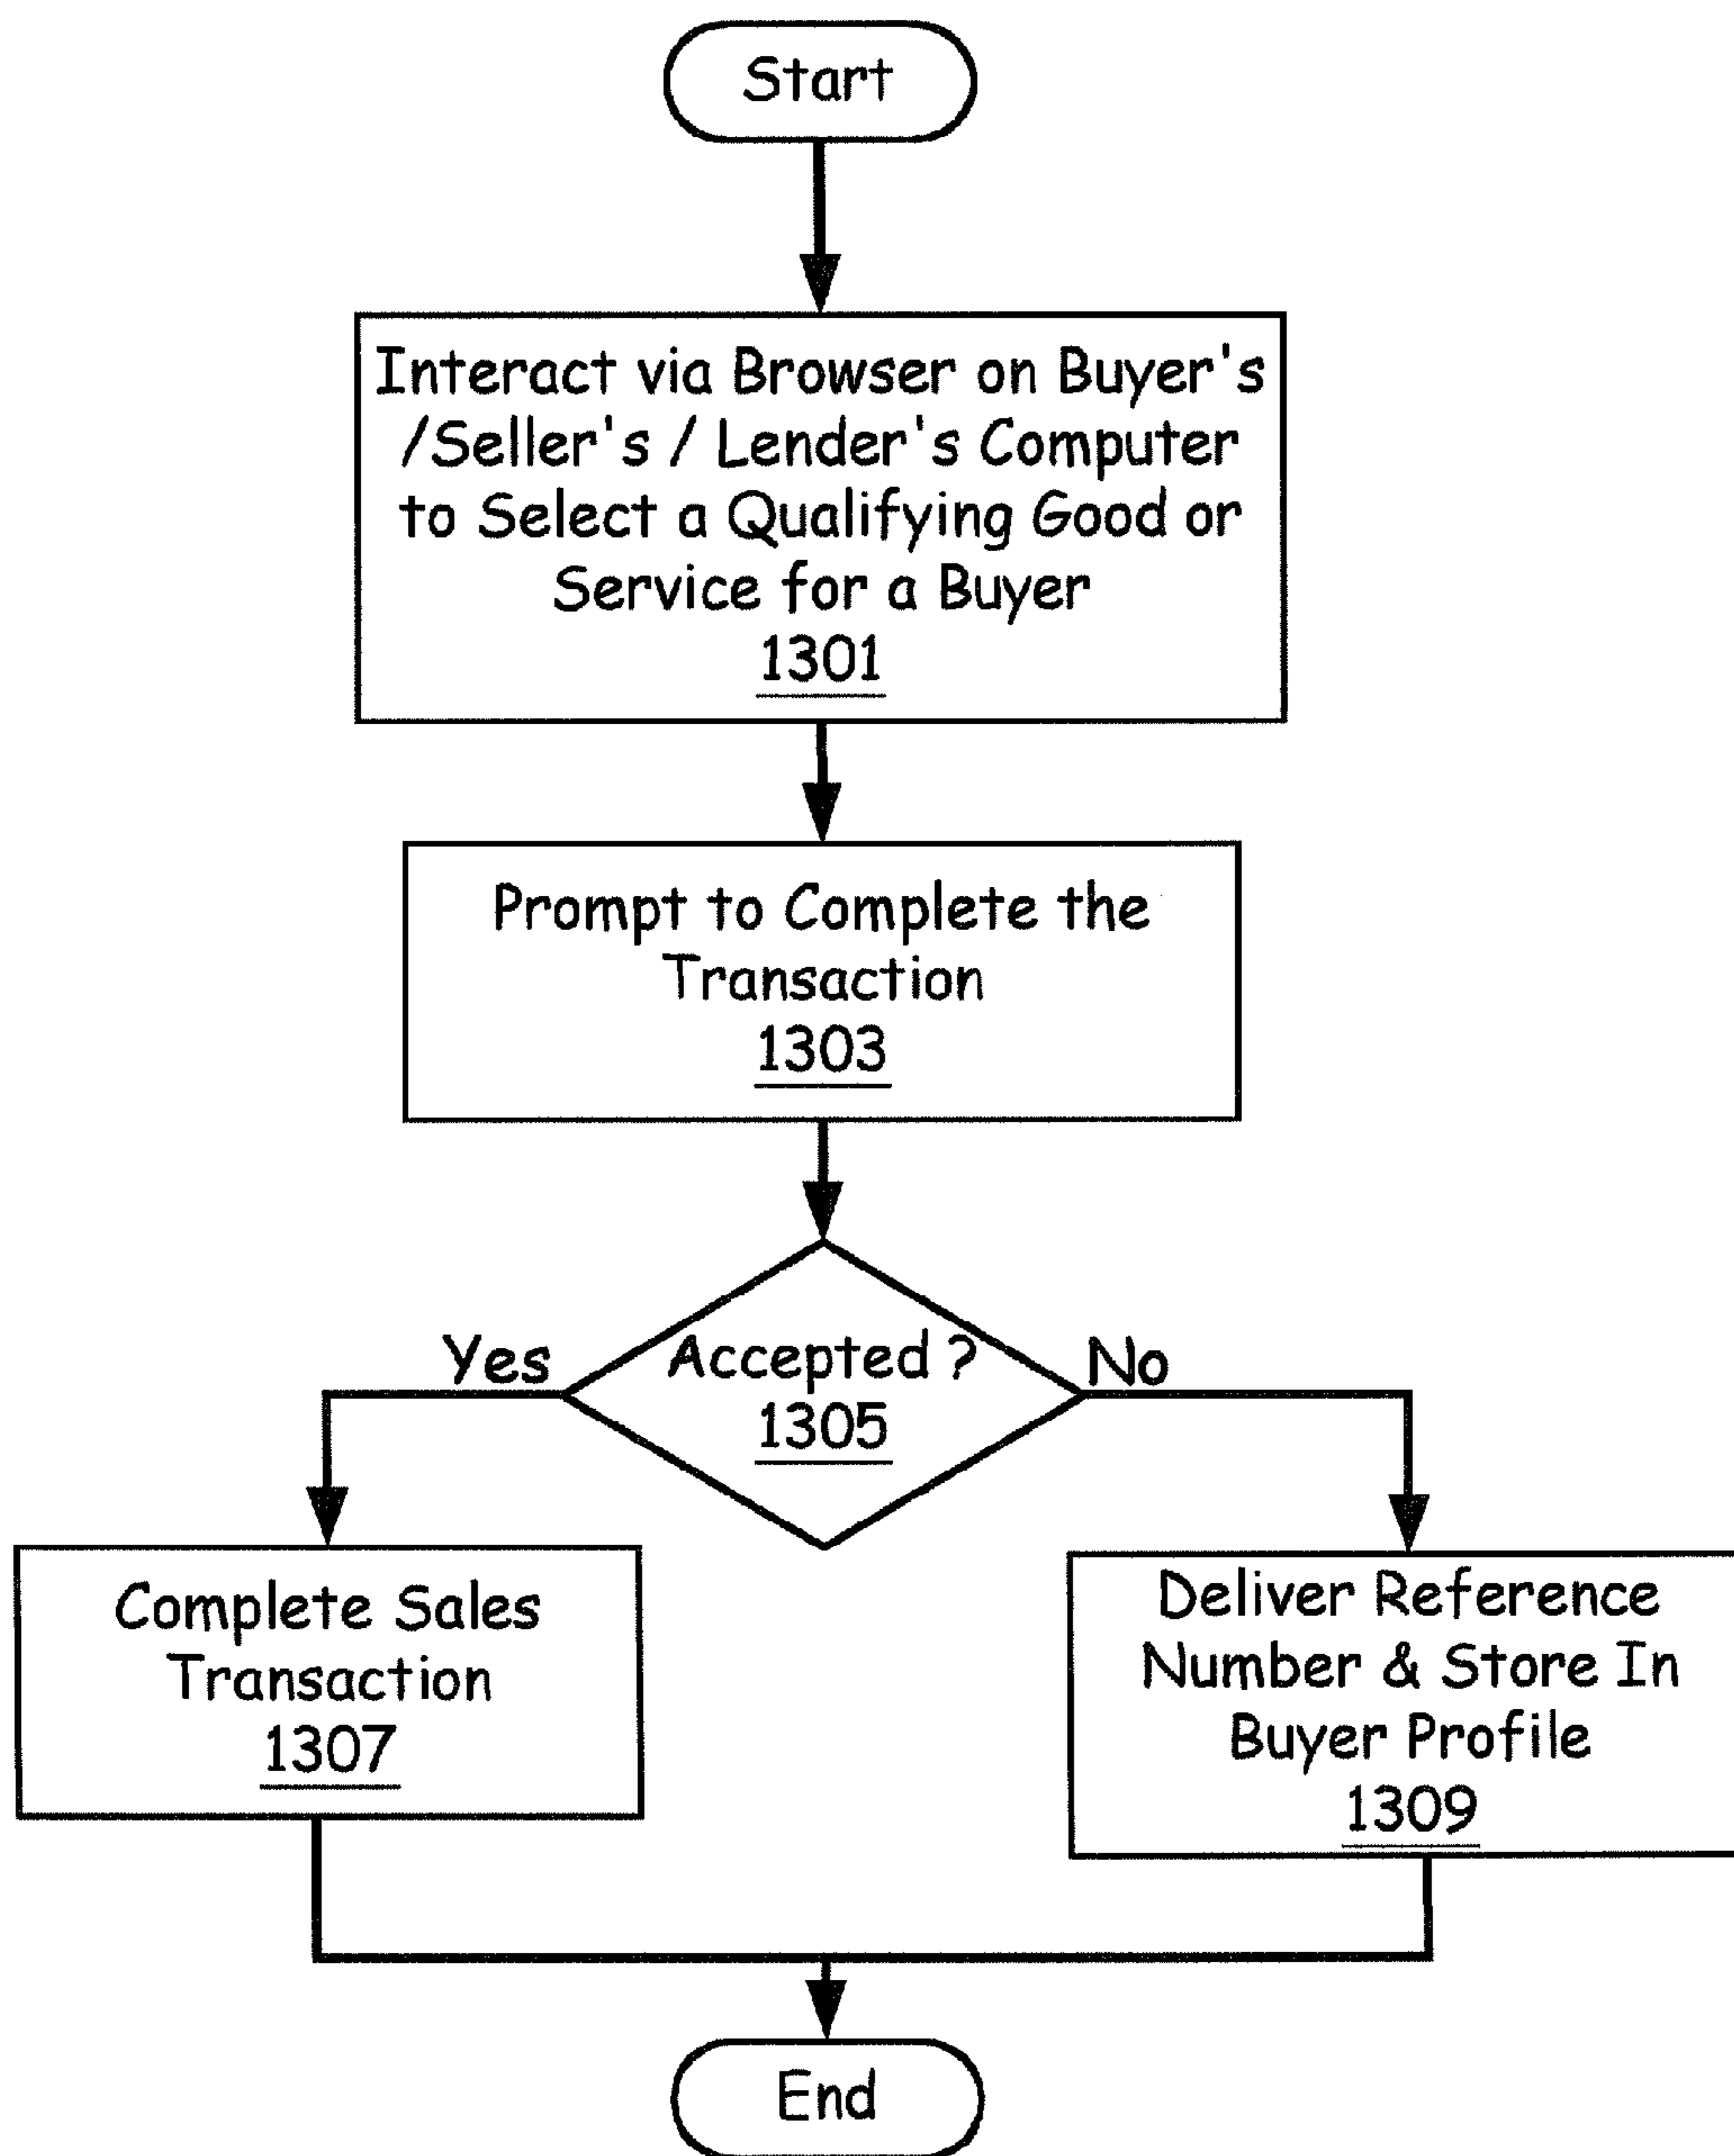 Start
Interact via Browser on Buyer's
/Seller's / Lender's Computer
to Select a Qualifying Good or
Service for a Buyer
1301
Prompt to Complete the
Transaction
1303
Accepted ?
1305
Yes
No
Complete Sales
Transaction
1307
Deliver Reference
Number & Store In
Buyer Profile
1309
End